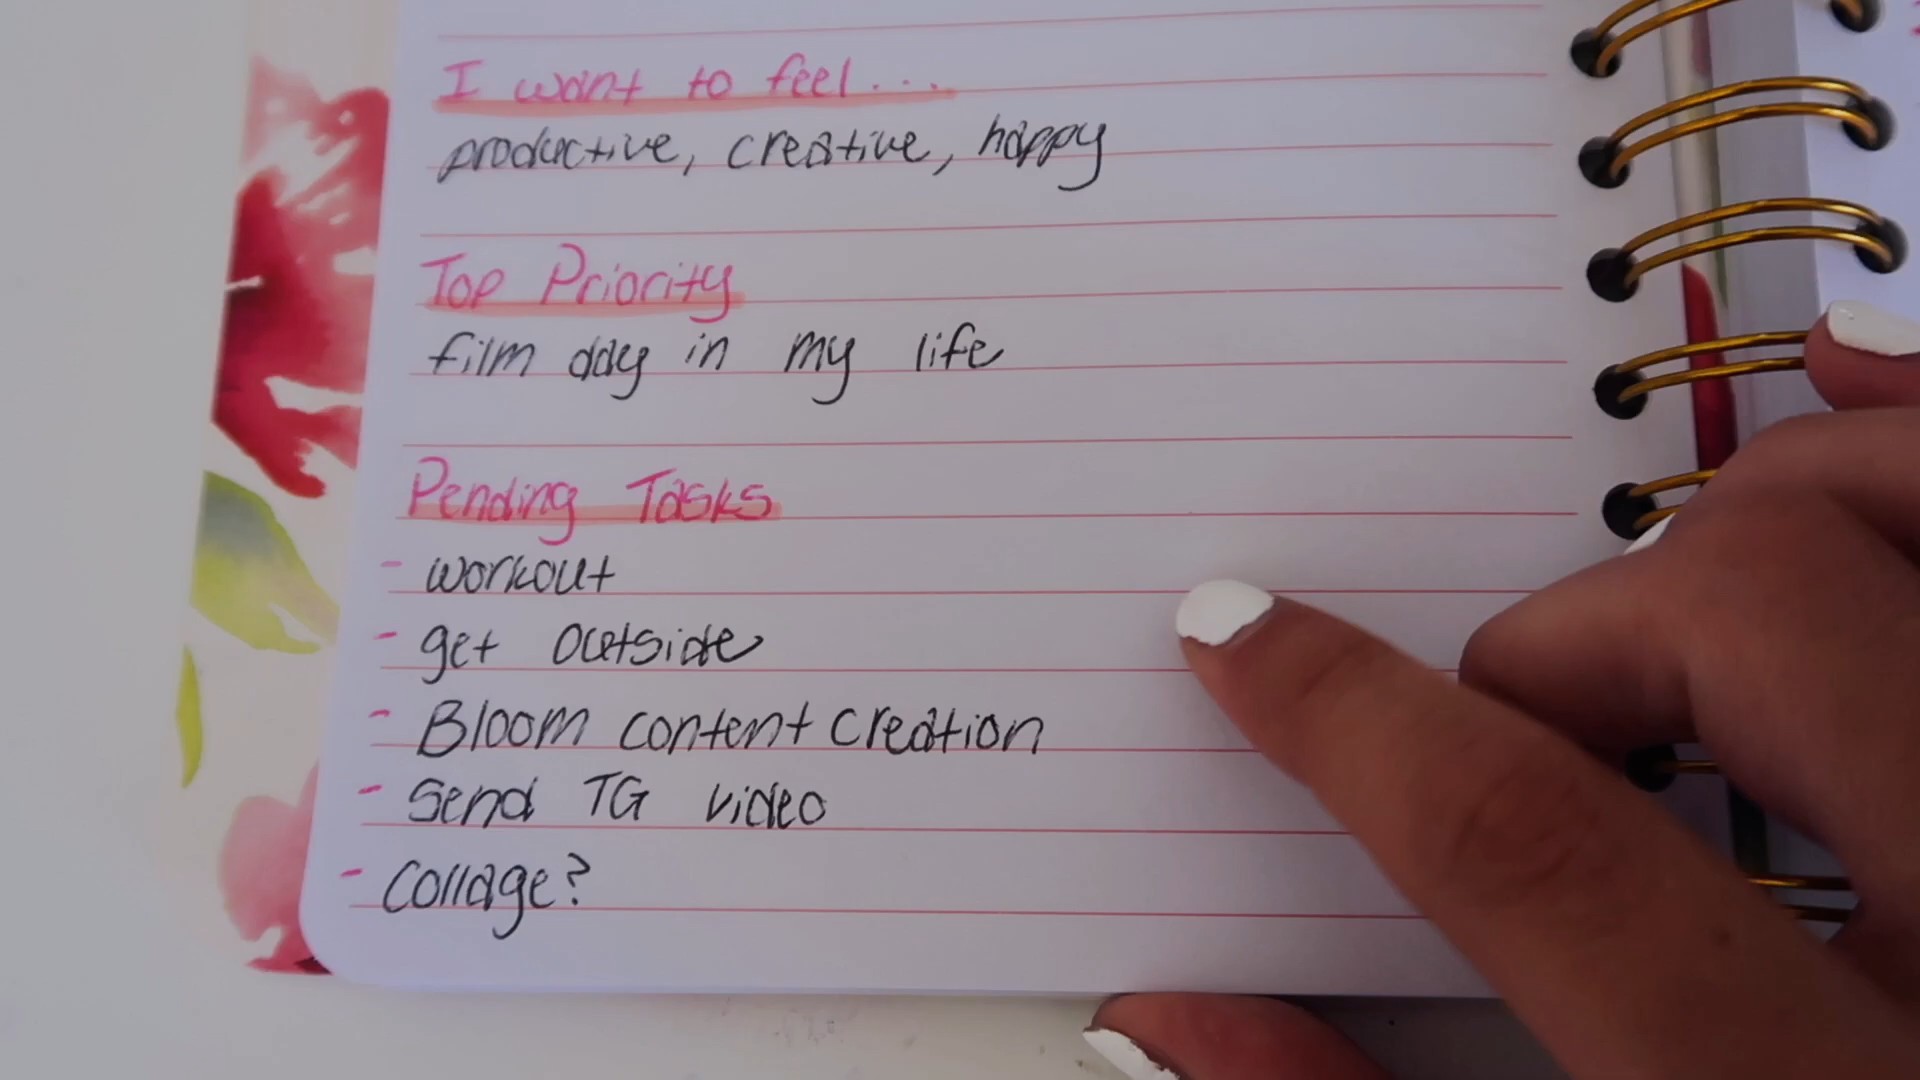 I want to feel...
productive, creative, happy
Top Priority
film day in my life
Pending Tasks
- workout
- get outside
- Bloom content creation
- Send TG video
- Collage?